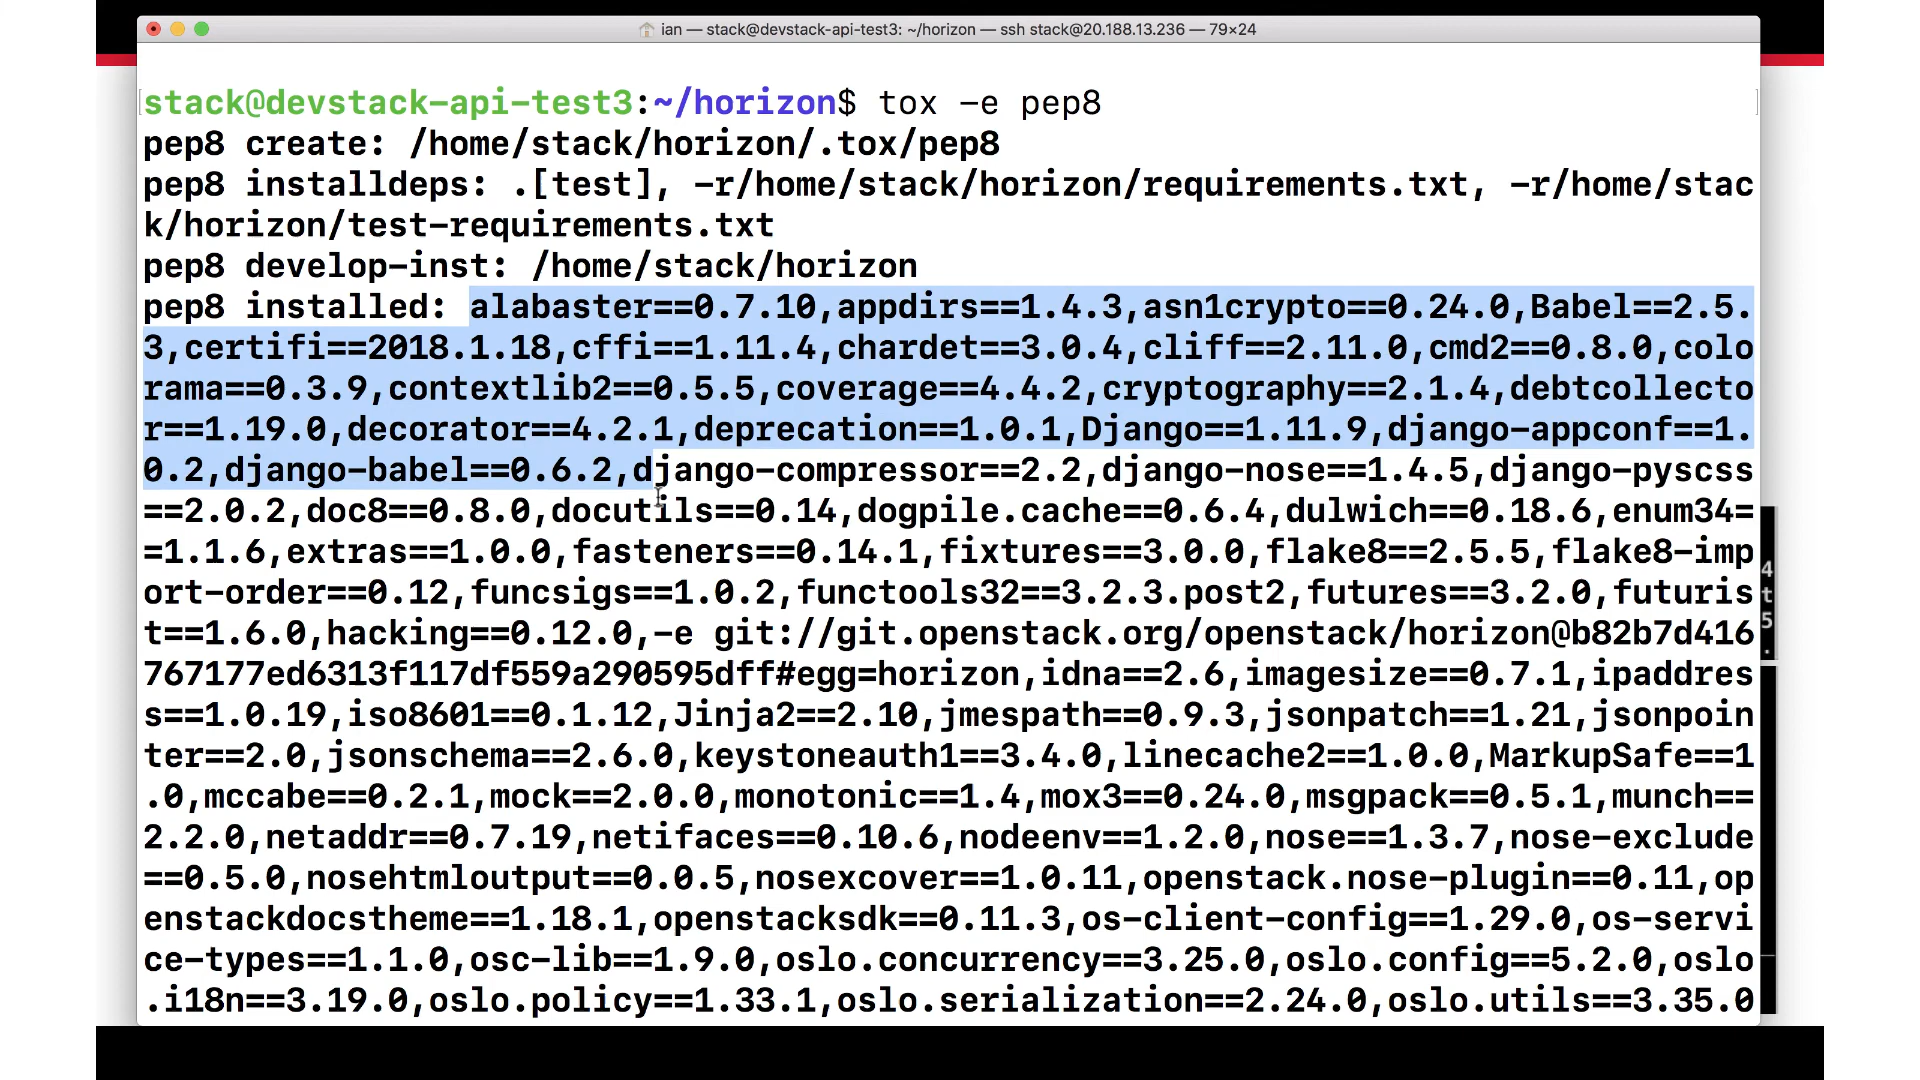 ian — stack@devstack-api-test3: ~/horizon — ssh stack@20.188.13.236 — 79×24
stack@devstack-api-test3:~/horizon$ tox -e pep8
pep8 create: /home/stack/horizon/.tox/pep8
pep8 installdeps: .[test], -r/home/stack/horizon/requirements.txt, -r/home/stac
k/horizon/test-requirements.txt
pep8 develop-inst: /home/stack/horizon
pep8 installed: alabaster==0.7.10,appdirs==1.4.3,asn1crypto==0.24.0,Babel==2.5.
3,certifi==2018.1.18,cffi==1.11.4,chardet==3.0.4,cliff==2.11.0,cmd2==0.8.0,colo
rama==0.3.9,contextlib2==0.5.5,coverage==4.4.2,cryptography==2.1.4,debtcollecto
r==1.19.0,decorator==4.2.1,deprecation==1.0.1,Django==1.11.9,django-appconf==1.
0.2,django-babel==0.6.2,django-compressor==2.2,django-nose==1.4.5,django-pyscss
==2.0.2,doc8==0.8.0,docutils==0.14,dogpile.cache==0.6.4,dulwich==0.18.6,enum34=
=1.1.6,extras==1.0.0,fasteners==0.14.1,fixtures==3.0.0,flake8==2.5.5,flake8-imp
ort-order==0.12,funcsigs==1.0.2,functools32==3.2.3.post2,futures==3.2.0,futuris
t==1.6.0,hacking==0.12.0,-e git://git.openstack.org/openstack/horizon@b82b7d416
767177ed6313f117df559a290595dff#egg=horizon,idna==2.6,imagesize==0.7.1,ipaddres
s==1.0.19,iso8601==0.1.12,Jinja2==2.10,jmespath==0.9.3,jsonpatch==1.21,jsonpoin
ter==2.0,jsonschema==2.6.0,keystoneauth1==3.4.0,linecache2==1.0.0,MarkupSafe==1
.0,mccabe==0.2.1,mock==2.0.0,monotonic==1.4,mox3==0.24.0,msgpack==0.5.1,munch==
2.2.0,netaddr==0.7.19,netifaces==0.10.6,nodeenv==1.2.0,nose==1.3.7,nose-exclude
==0.5.0,nosehtmloutput==0.0.5,nosexcover==1.0.11,openstack.nose-plugin==0.11,op
enstackdocstheme==1.18.1,openstacksdk==0.11.3,os-client-config==1.29.0,os-servi
ce-types==1.1.0,osc-lib==1.9.0,oslo.concurrency==3.25.0,oslo.config==5.2.0,oslo
.i18n==3.19.0,oslo.policy==1.33.1,oslo.serialization==2.24.0,oslo.utils==3.35.0
4
t
5
.